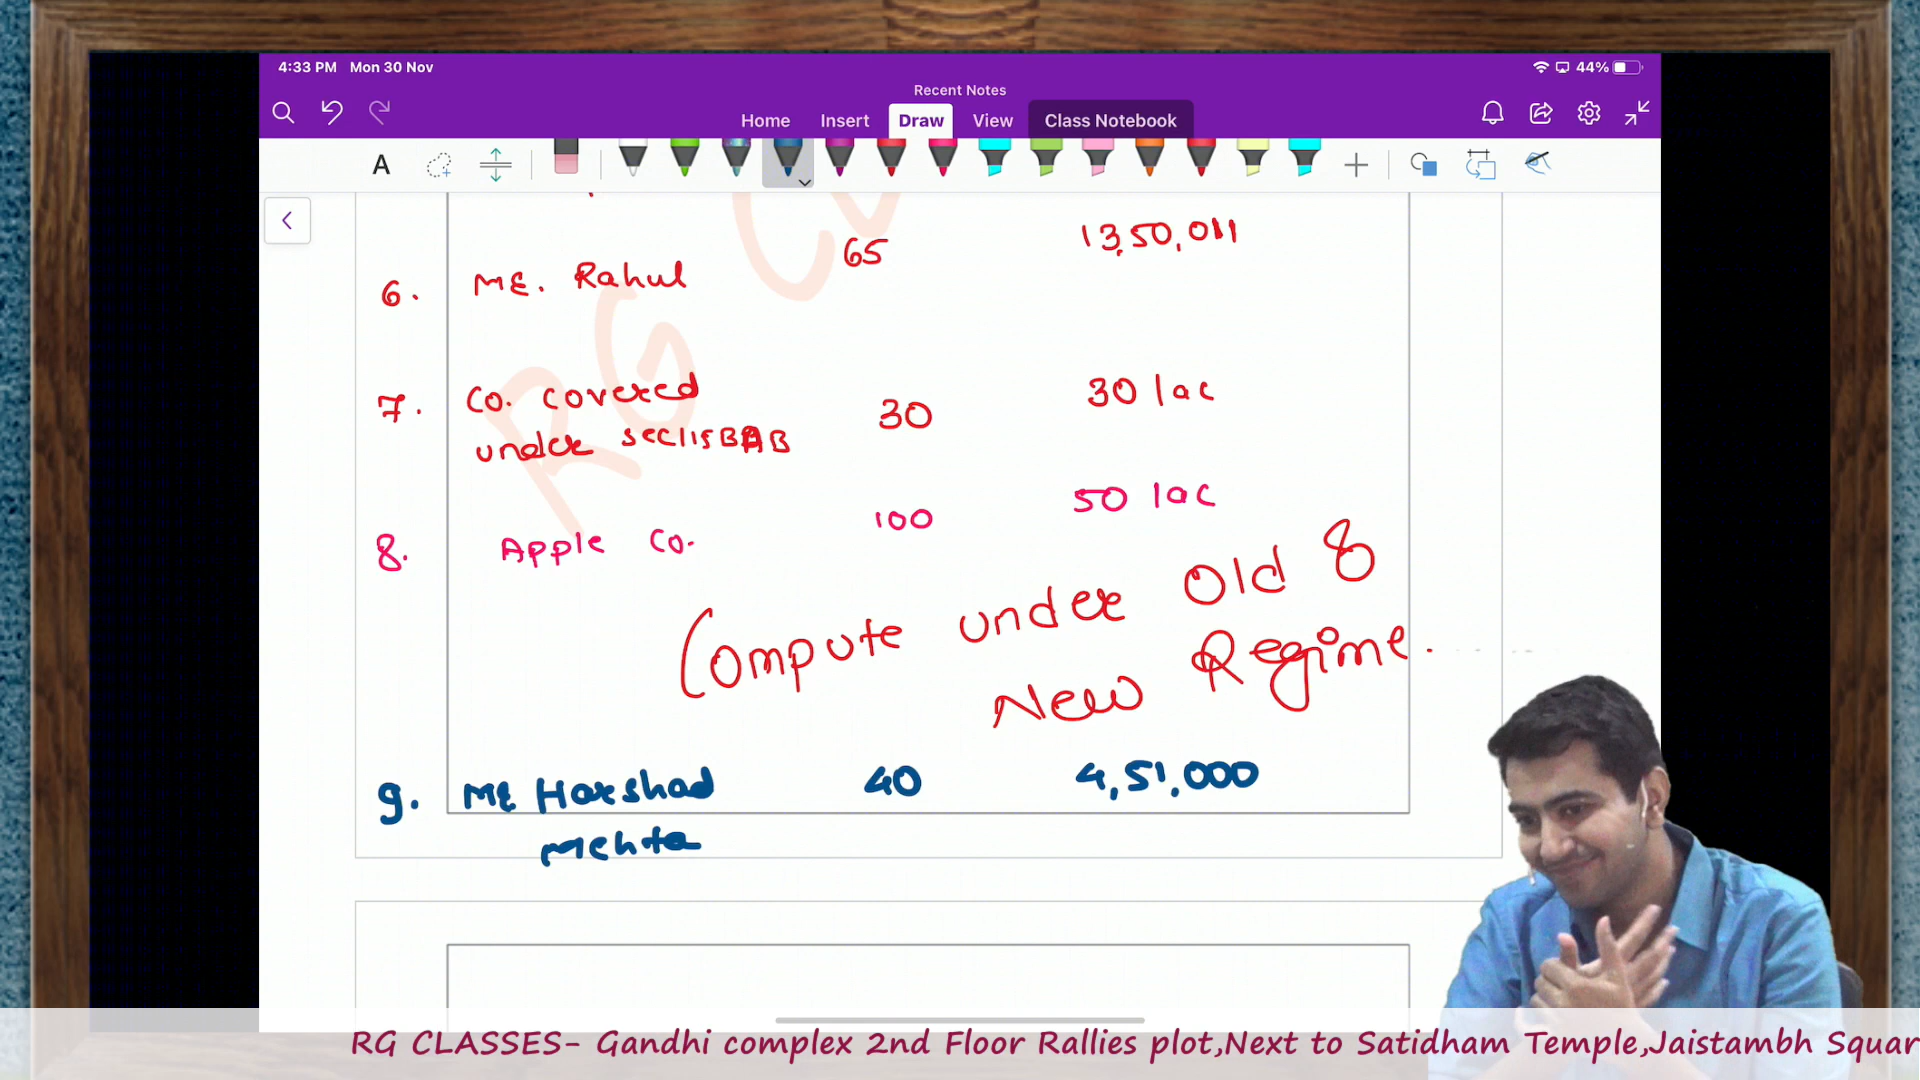 4:33 PM Mon 30 Nov
44%
Recent Notes
Home Insert Draw View Class Notebook
A
RG CL
6. Mr. Rahul 65 13,50,011
7. Co. covered 30 30 lac
under sec115BAB
8. Apple Co. 100 50 lac
Compute under Old &
New Regime.
9. Mr Harshad 40 4,51,000
Mehta
RG CLASSES- Gandhi complex 2nd Floor Rallies plot,Next to Satidham Temple,Jaistambh Squar